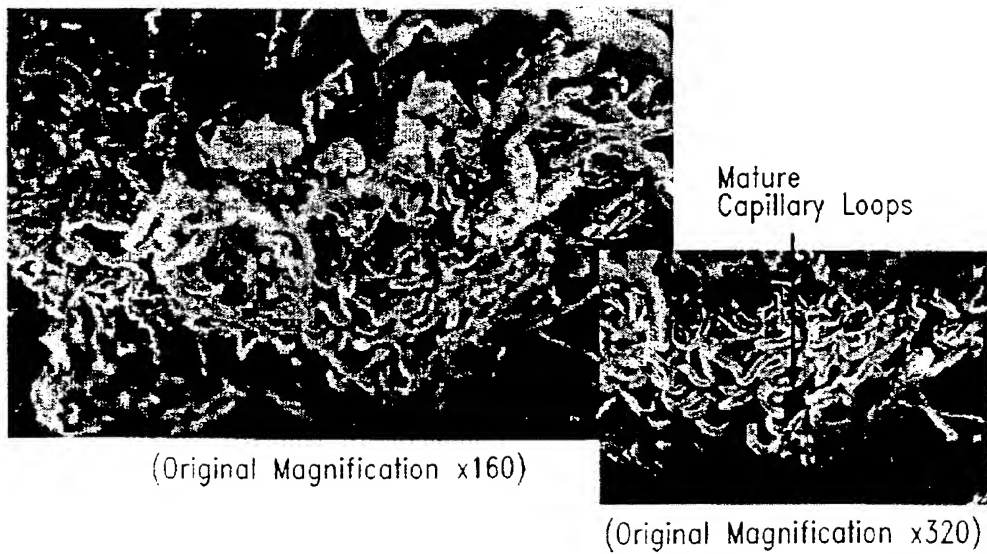 Mature
Capillary Loops
(Original Magnification x160)
(Original Magnification x320)